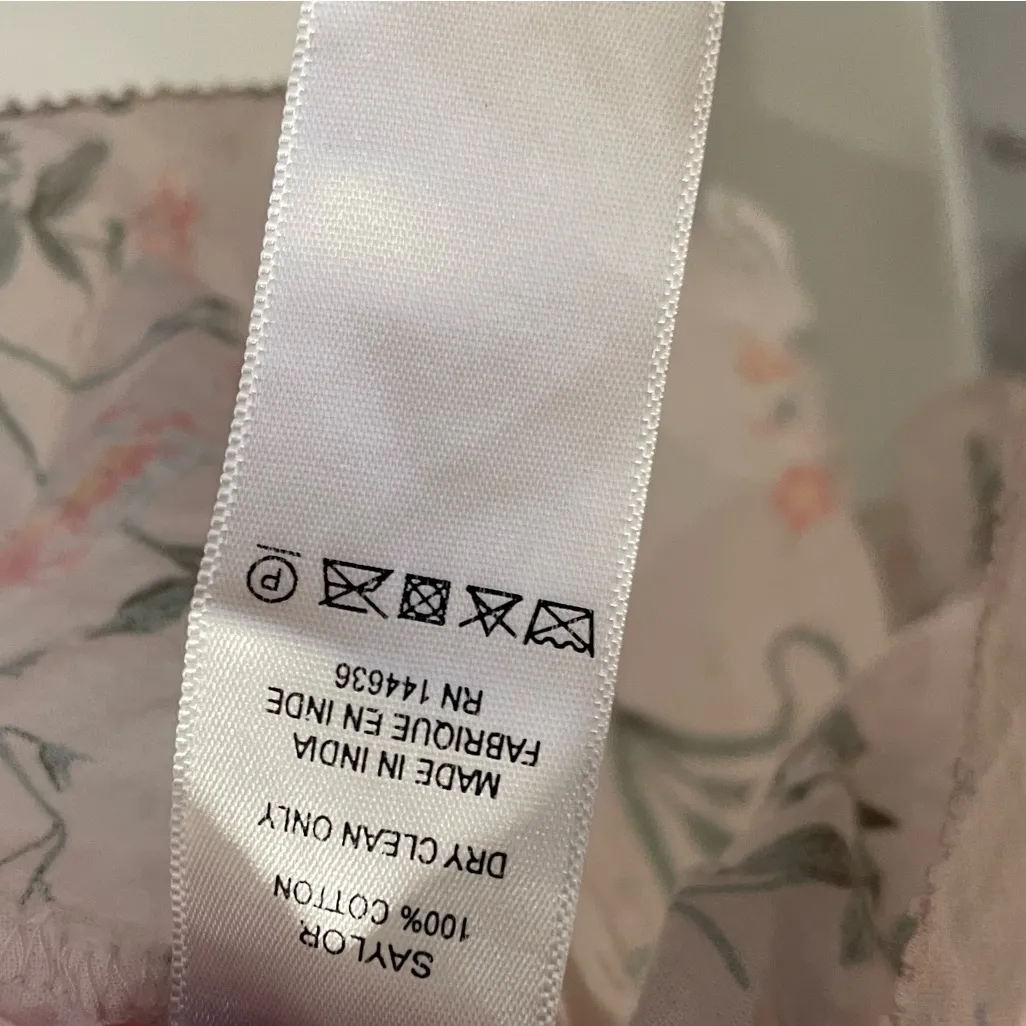 SAYLOR.
100% COTTON
DRY CLEAN ONLY
MADE IN INDIA
FABRIQUE EN INDE
RN 144636
P